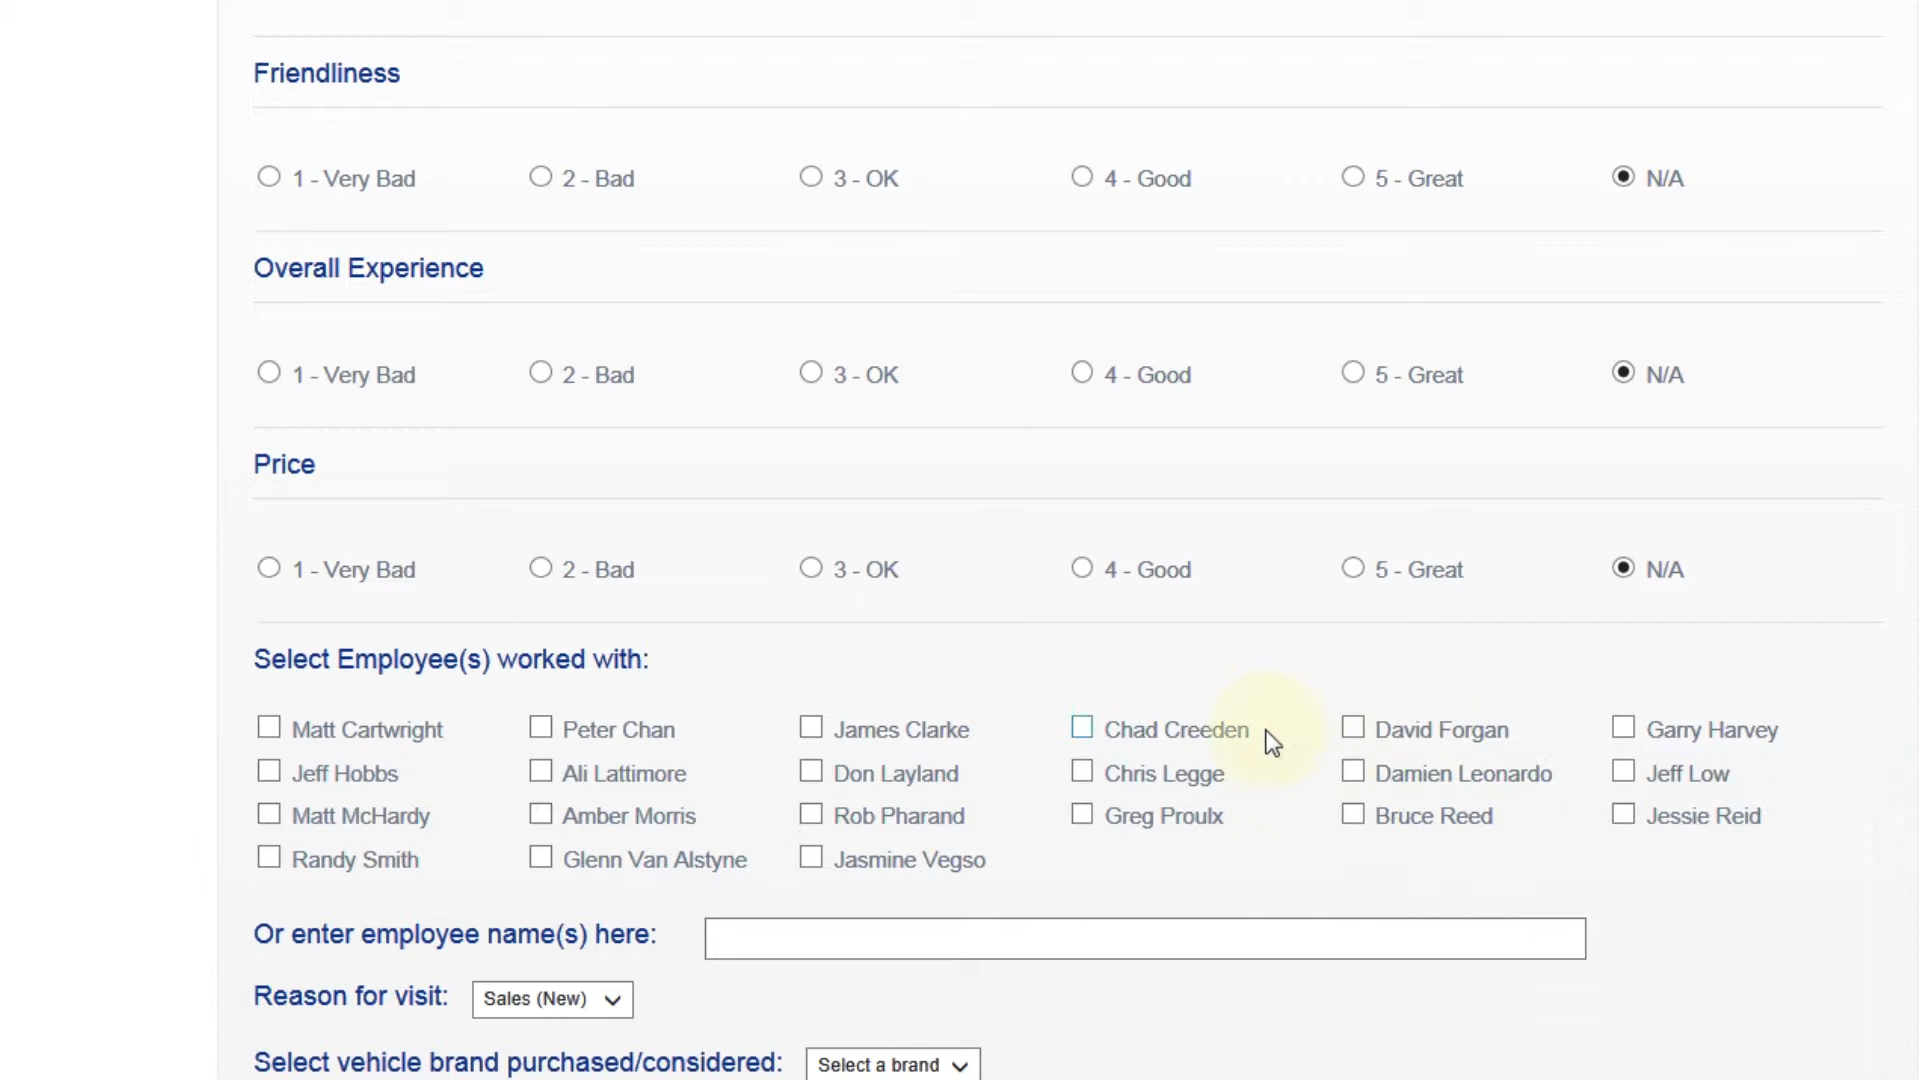 Friendliness
1 - Very Bad 2 - Bad 3 - OK 4 - Good 5 - Great N/A
Overall Experience
1 - Very Bad 2 - Bad 3 - OK 4 - Good 5 - Great N/A
Price
1 - Very Bad 2 - Bad 3 - OK 4 - Good 5 - Great N/A
Select Employee(s) worked with:
Matt Cartwright Peter Chan James Clarke Chad Creeden David Forgan Garry Harvey
Jeff Hobbs Ali Lattimore Don Layland Chris Legge Damien Leonardo Jeff Low
Matt McHardy Amber Morris Rob Pharand Greg Proulx Bruce Reed Jessie Reid
Randy Smith Glenn Van Alstyne Jasmine Vegso
Or enter employee name(s) here:
Reason for visit: Sales (New)
Select vehicle brand purchased/considered: Select a brand